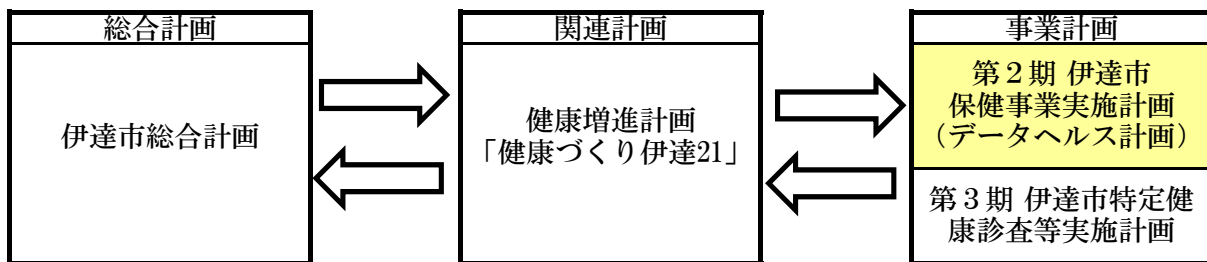 総合計画
伊達市総合計画
関連計画
健康増進計画
「健康づくり伊達21」
事業計画
第２期 伊達市
保健事業実施計画
（データヘルス計画）
第３期 伊達市特定健
康診査等実施計画